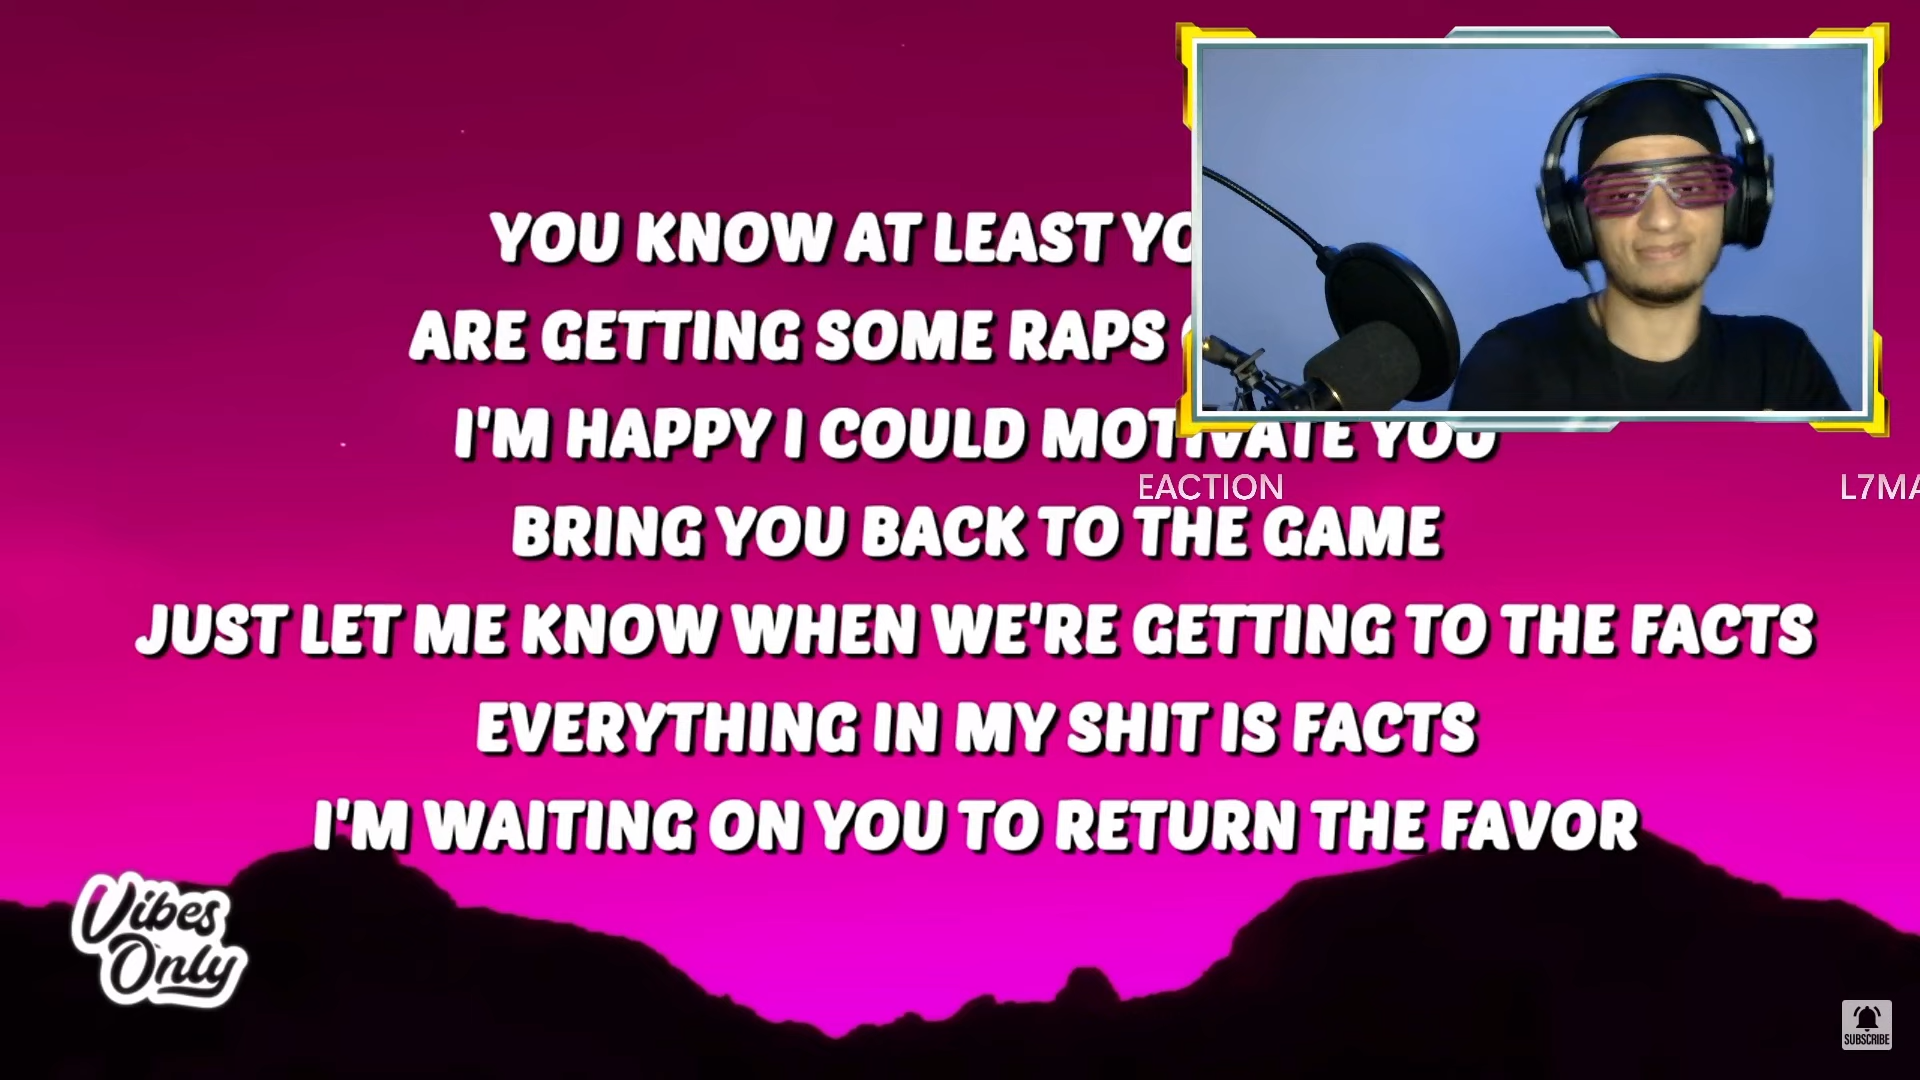 YOU KNOW AT LEAST
ARE GETTING SOME RAPS
I'M HAPPY I COULD MOTIVATE YOU
EACTION
L7MA
BRING YOU BACK TO THE GAME
JUST LET ME KNOW WHEN WE'RE GETTING TO THE FACTS
EVERYTHING IN MY SHIT IS FACTS
I'M WAITING ON YOU TO RETURN THE FAVOR
Vibes
Only
SUBSCRIBE